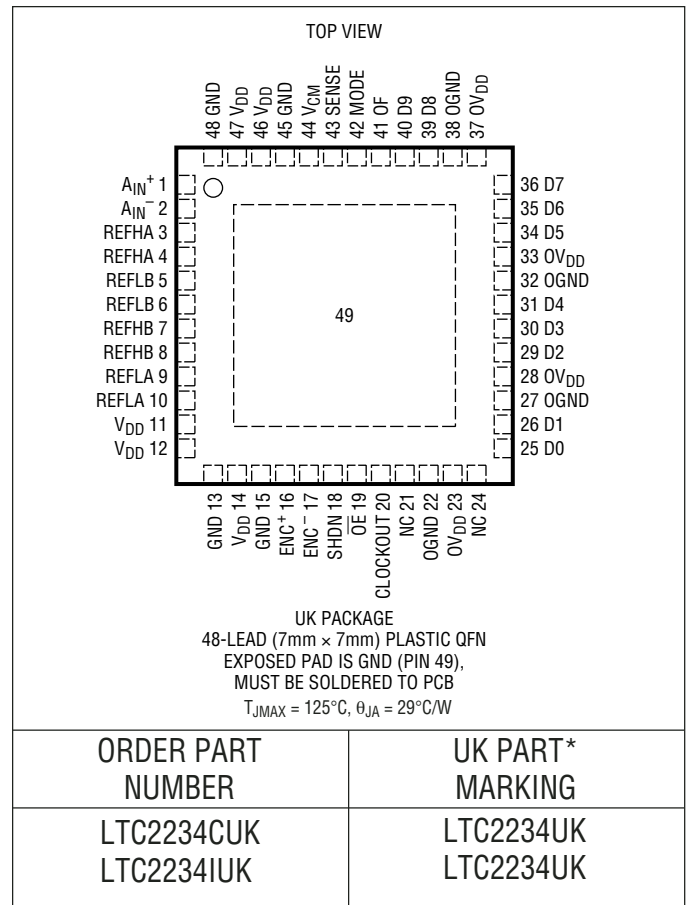 TOP VIEW
48 GND
47 VDD
46 VDD
45 GND
44 VCM
43 SENSE
42 MODE
41 OF
40 D9
39 D8
38 OGND
37 OVDD
AIN+ 1
AIN– 2
REFHA 3
REFHA 4
REFLB 5
REFLB 6
REFHB 7
REFHB 8
REFLA 9
REFLA 10
VDD 11
VDD 12
49
36 D7
35 D6
34 D5
33 OVDD
32 OGND
31 D4
30 D3
29 D2
28 OVDD
27 OGND
26 D1
25 D0
GND 13
VDD 14
GND 15
ENC+ 16
ENC– 17
SHDN 18
O̅E̅ 19
CLOCKOUT 20
NC 21
OGND 22
OVDD 23
NC 24
UK PACKAGE
48-LEAD (7mm × 7mm) PLASTIC QFN
EXPOSED PAD IS GND (PIN 49),
MUST BE SOLDERED TO PCB
TJMAX = 125°C, θJA = 29°C/W
ORDER PART
NUMBER
UK PART*
MARKING
LTC2234CUK
LTC2234IUK
LTC2234UK
LTC2234UK